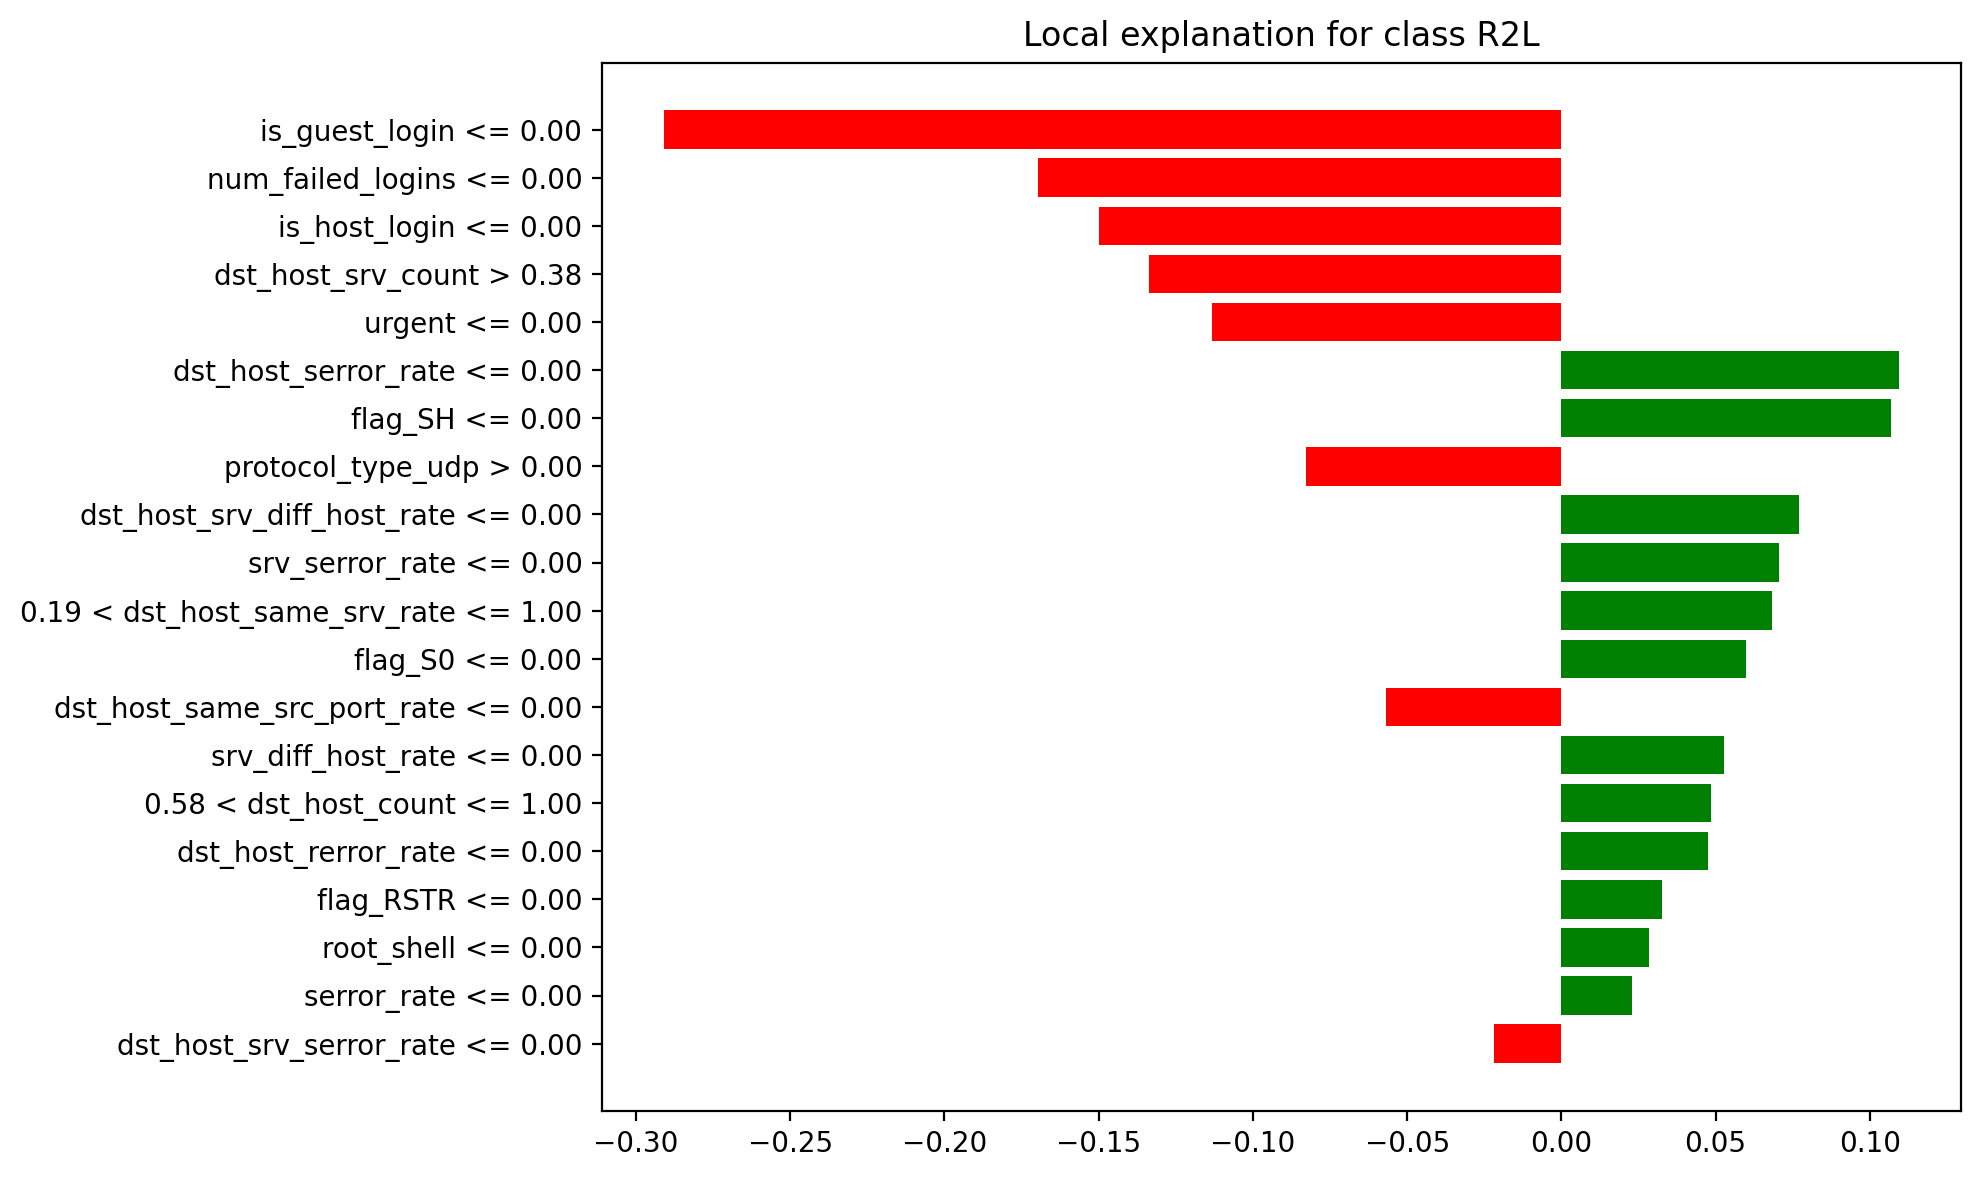 Local explanation for class R2L
is_guest_login <= 0.00
num_failed_logins <= 0.00
is_host_login <= 0.00
dst_host_srv_count > 0.38
urgent <= 0.00
dst_host_serror_rate <= 0.00
flag_SH <= 0.00
protocol_type_udp > 0.00
dst_host_srv_diff_host_rate <= 0.00
srv_serror_rate <= 0.00
0.19 < dst_host_same_srv_rate <= 1.00
flag_S0 <= 0.00
dst_host_same_src_port_rate <= 0.00
srv_diff_host_rate <= 0.00
0.58 < dst_host_count <= 1.00
dst_host_rerror_rate <= 0.00
flag_RSTR <= 0.00
root_shell <= 0.00
serror_rate <= 0.00
dst_host_srv_serror_rate <= 0.00
−0.30 −0.25 −0.20 −0.15 −0.10 −0.05 0.00 0.05 0.10